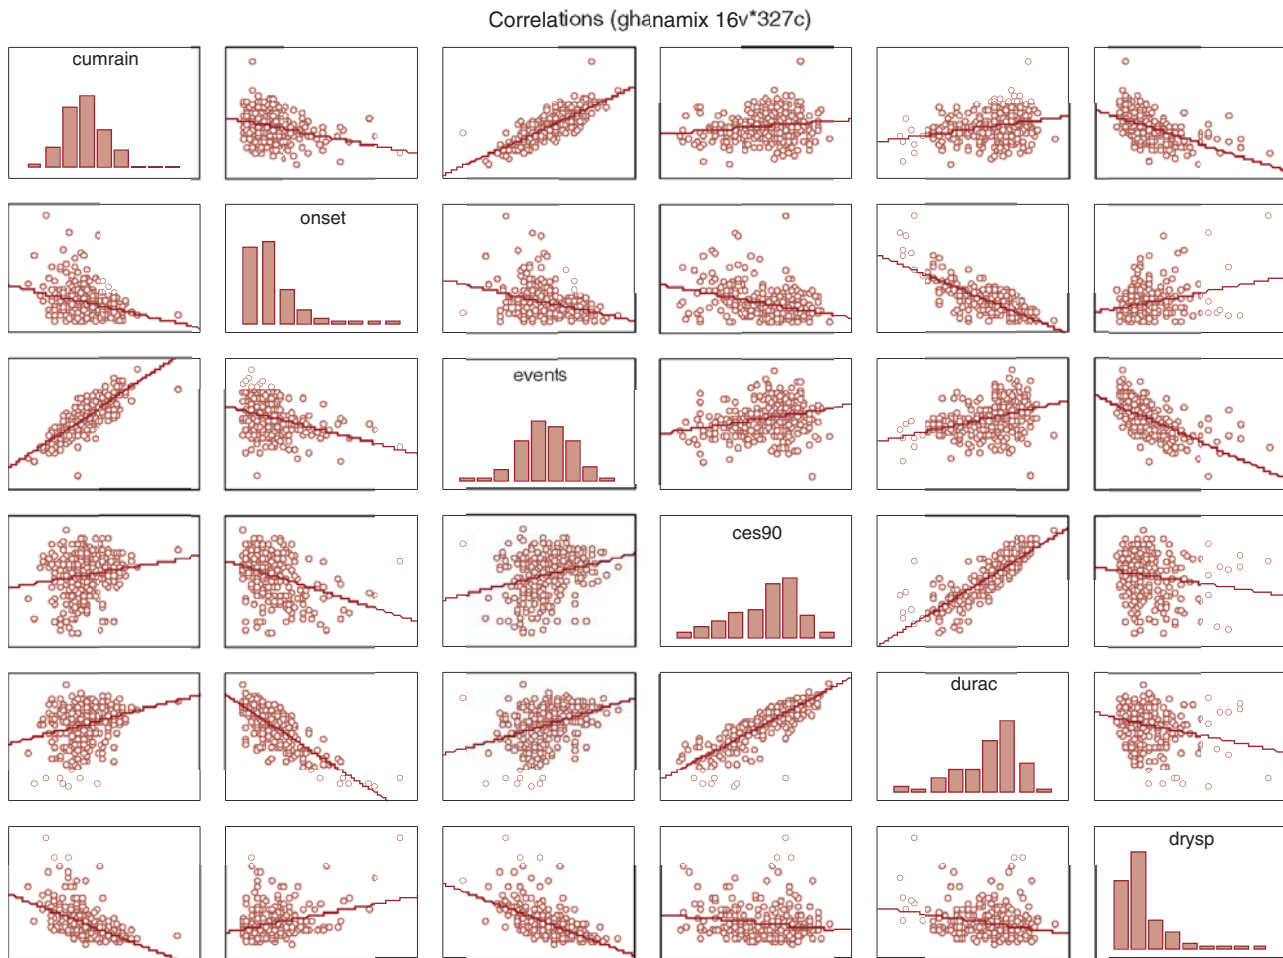 Correlations (ghanamix 16v*327c)
cumrain
onset
events
ces90
durac
drysp